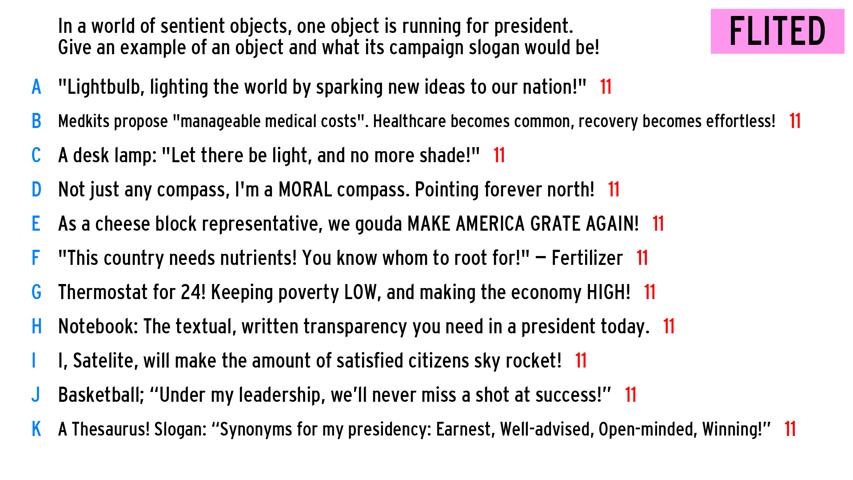 In a world of sentient objects, one object is running for president.
Give an example of an object and what its campaign slogan would be!
FLITED
A "Lightbulb, lighting the world by sparking new ideas to our nation!" 11
B Medkits propose "manageable medical costs". Healthcare becomes common, recovery becomes effortless! 11
C A desk lamp: "Let there be light, and no more shade!" 11
D Not just any compass, I'm a MORAL compass. Pointing forever north! 11
E As a cheese block representative, we gouda MAKE AMERICA GRATE AGAIN! 11
F "This country needs nutrients! You know whom to root for!" – Fertilizer 11
G Thermostat for 24! Keeping poverty LOW, and making the economy HIGH! 11
H Notebook: The textual, written transparency you need in a president today. 11
I I, Satelite, will make the amount of satisfied citizens sky rocket! 11
J Basketball; “Under my leadership, we’ll never miss a shot at success!” 11
K A Thesaurus! Slogan: “Synonyms for my presidency: Earnest, Well-advised, Open-minded, Winning!” 11